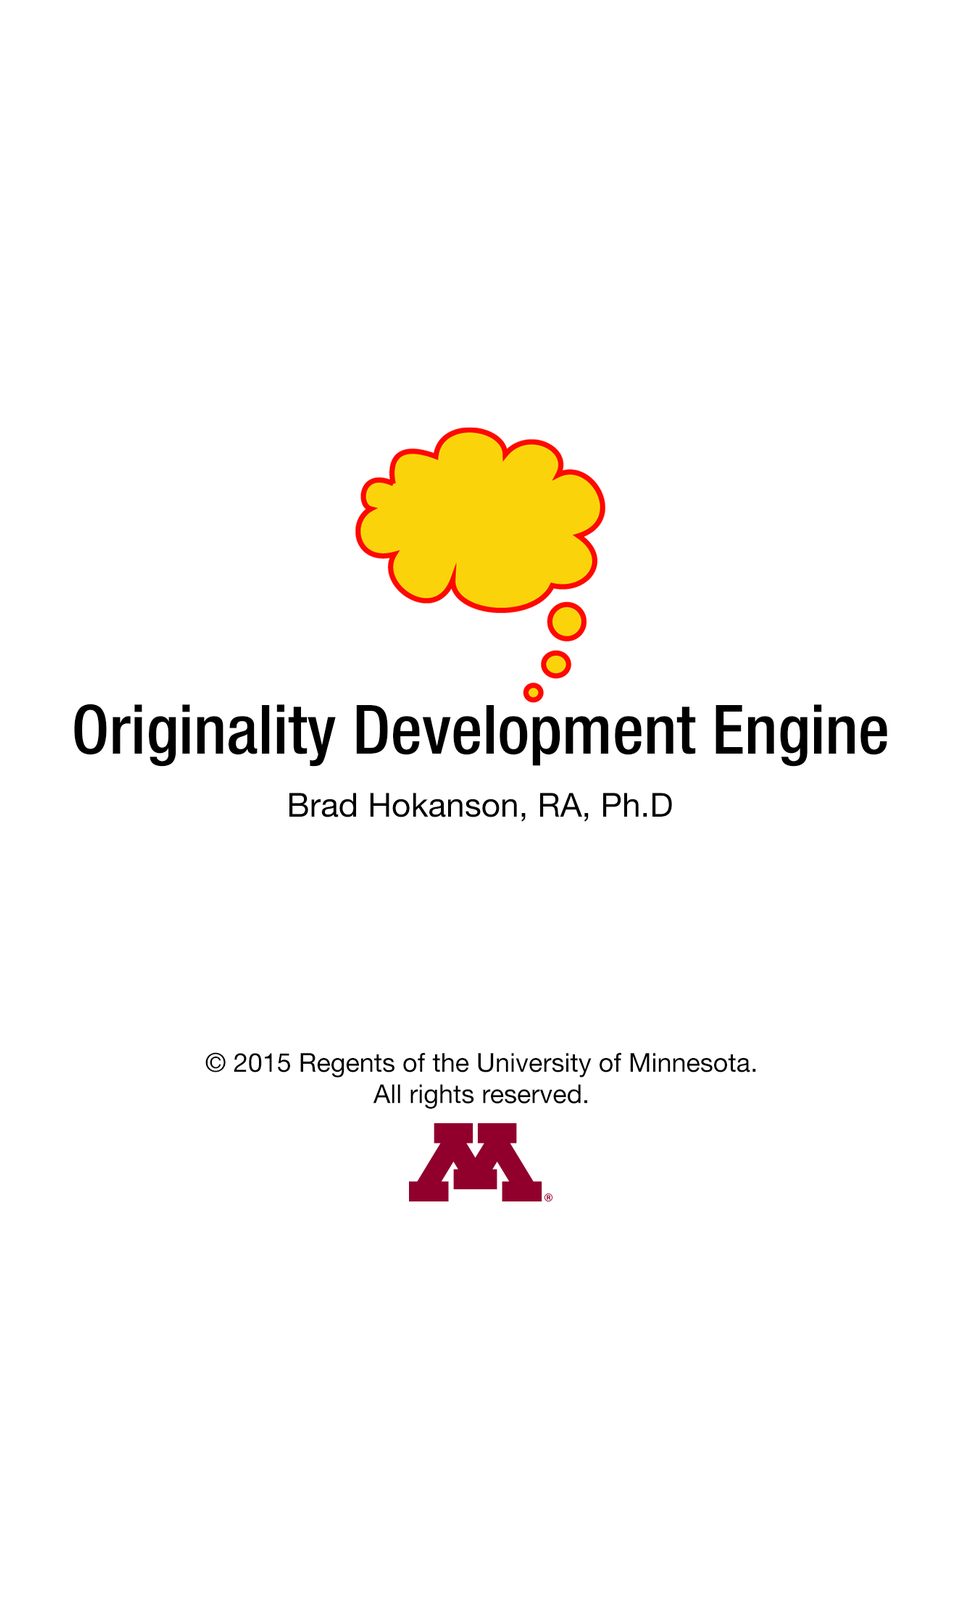 Originality Development Engine
Brad Hokanson, RA, Ph.D
© 2015 Regents of the University of Minnesota.
All rights reserved.
M®